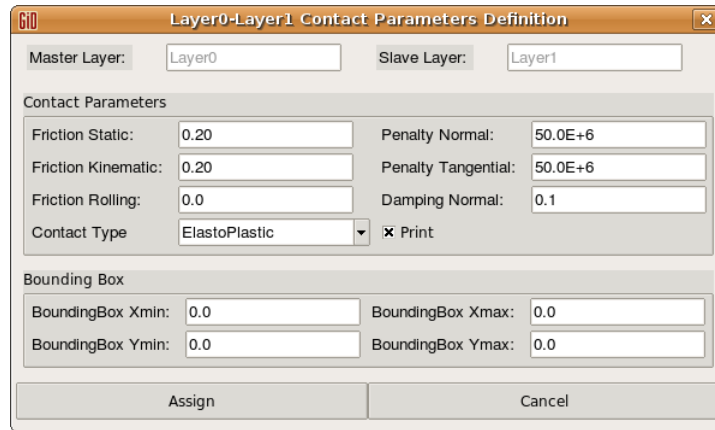 GiD Layer0-Layer1 Contact Parameters Definition
Master Layer: Layer0 Slave Layer: Layer1
Contact Parameters
Friction Static: 0.20 Penalty Normal: 50.0E+6
Friction Kinematic: 0.20 Penalty Tangential: 50.0E+6
Friction Rolling: 0.0 Damping Normal: 0.1
Contact Type ElastoPlastic Print
Bounding Box
BoundingBox Xmin: 0.0 BoundingBox Xmax: 0.0
BoundingBox Ymin: 0.0 BoundingBox Ymax: 0.0
Assign Cancel